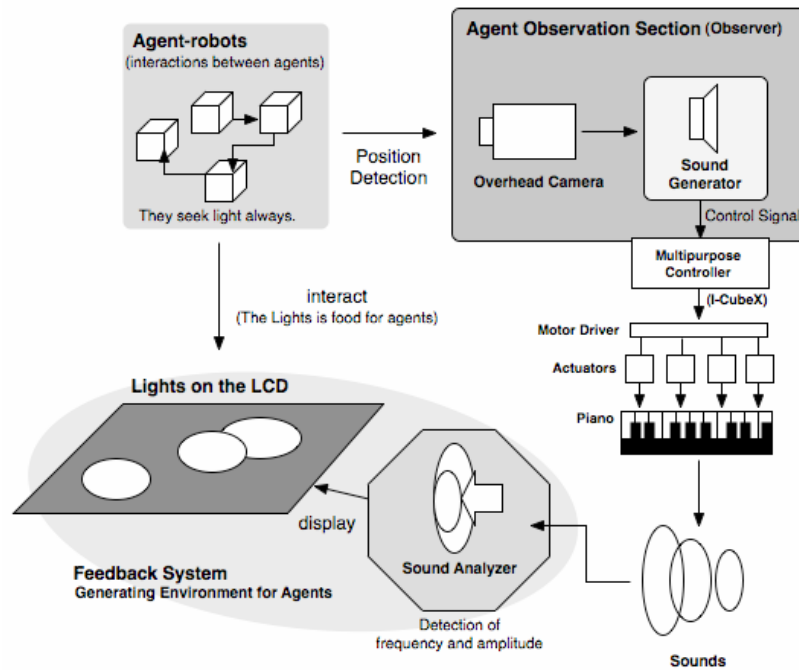 Agent-robots
(interactions between agents)
They seek light always.
Position
Detection
Agent Observation Section (Observer)
Overhead Camera
Sound
Generator
Control Signal
Multipurpose
Controller
(I-CubeX)
Motor Driver
Actuators
Piano
interact
(The Lights is food for agents)
Lights on the LCD
display
Sound Analyzer
Feedback System
Generating Environment for Agents
Detection of
frequency and amplitude
Sounds